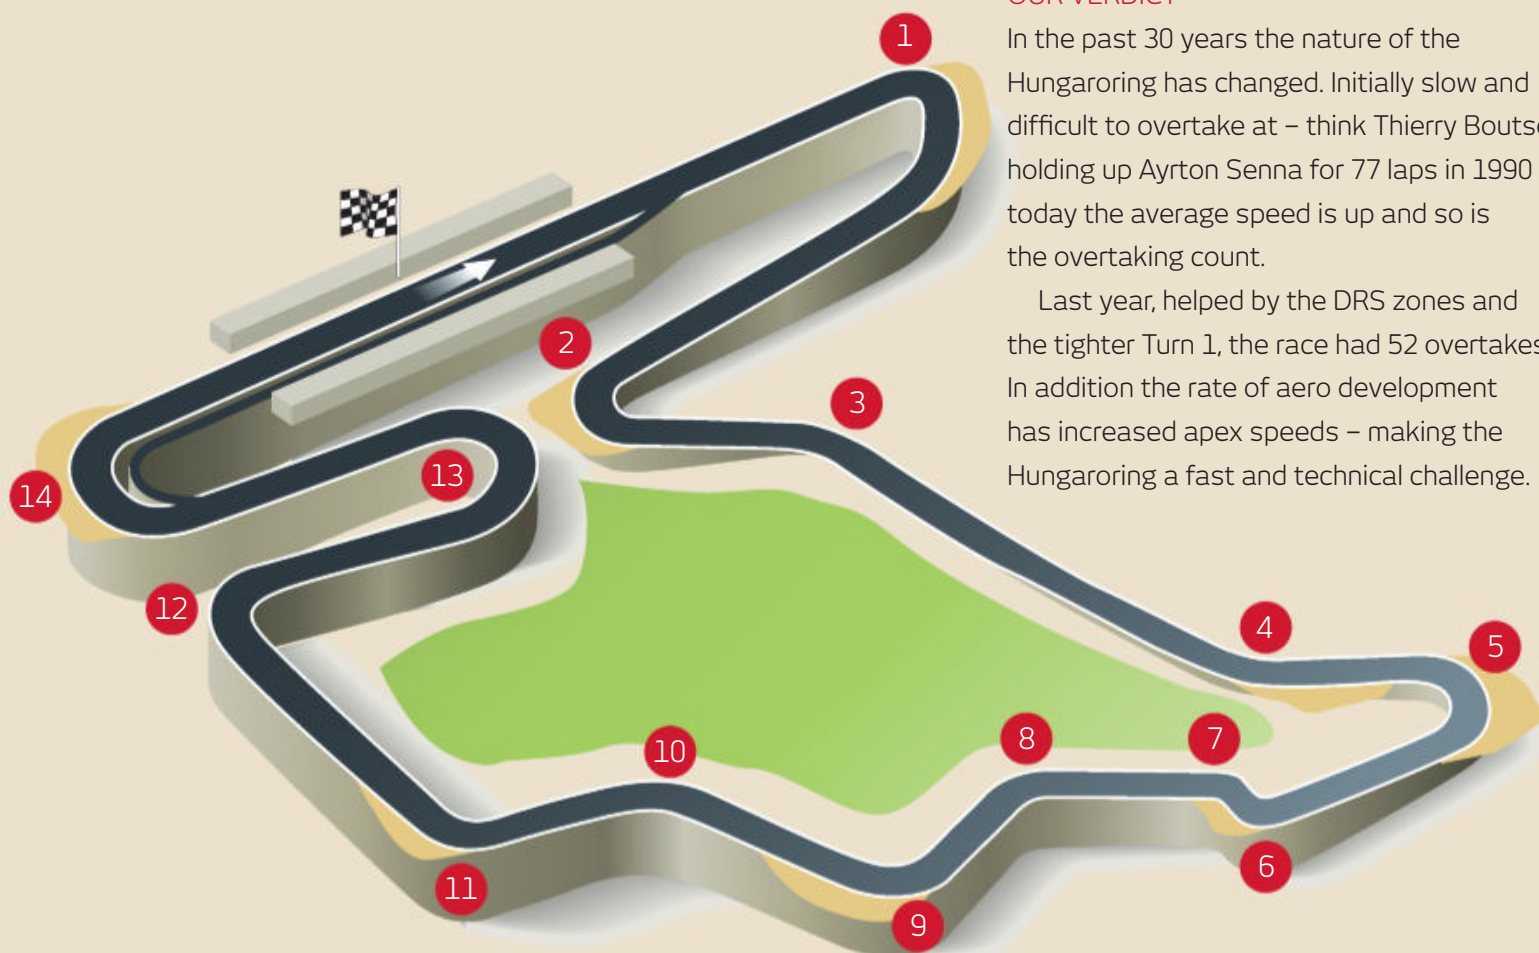 OUR VERDICT
In the past 30 years the nature of the
Hungaroring has changed. Initially slow and
difficult to overtake at – think Thierry
holding up Ayrton Senna for 77 laps in 1990
today the average speed is up and so is
the overtaking count.
Last year, helped by the DRS zones and
the tighter Turn 1, the race had 52 overtakes
In addition the rate of aero development
has increased apex speeds – making the
Hungaroring a fast and technical challenge.
1
2
3
4
5
6
7
8
9
10
11
12
13
14